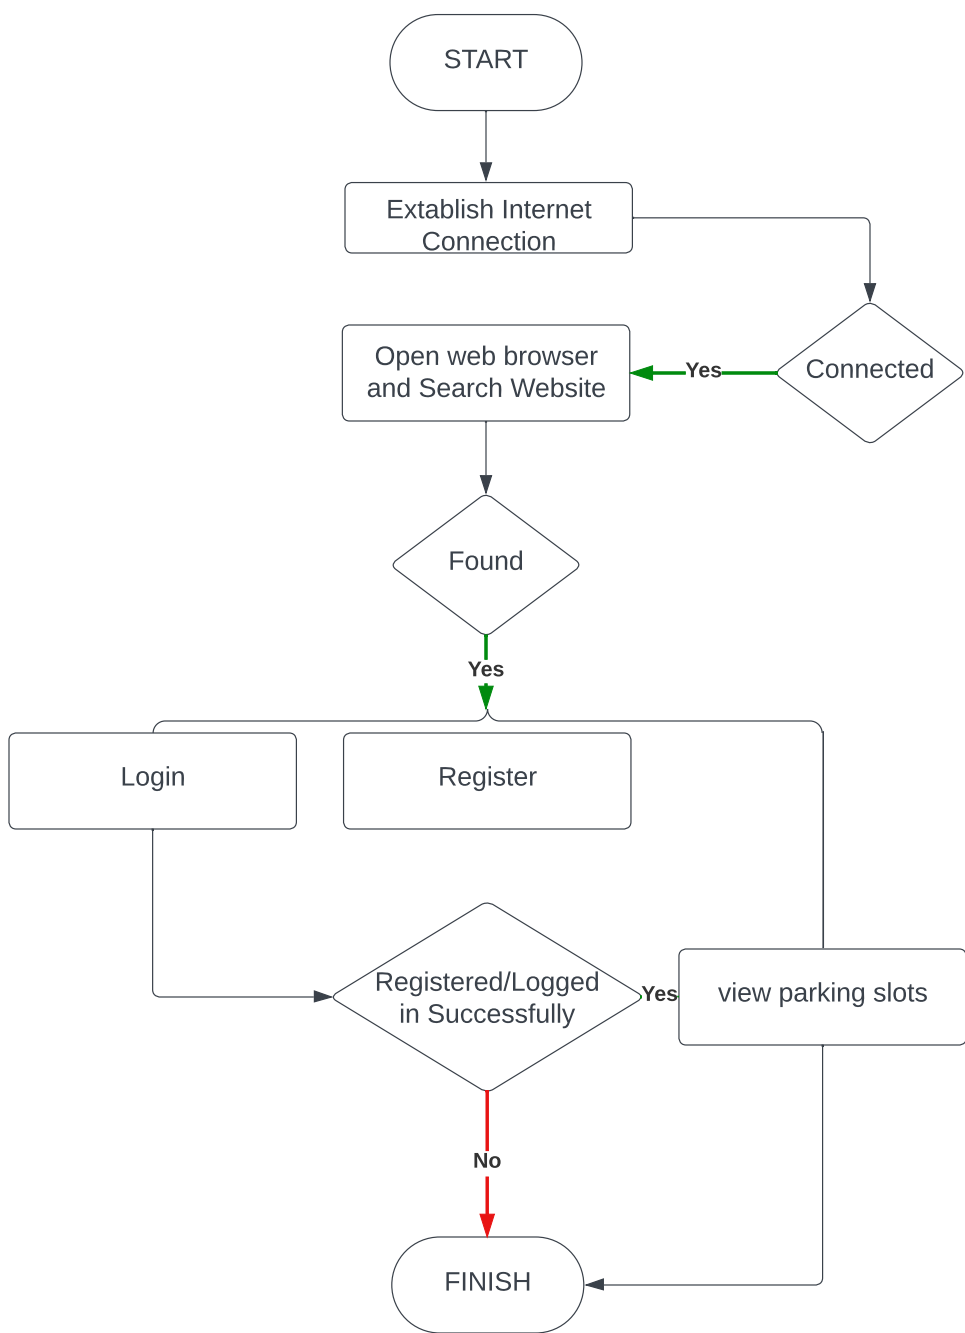 START
Extablish Internet
Connection
Open web browser
and Search Website
Yes
Connected
Found
Yes
Login
Register
Registered/Logged
in Successfully
Yes
view parking slots
No
FINISH